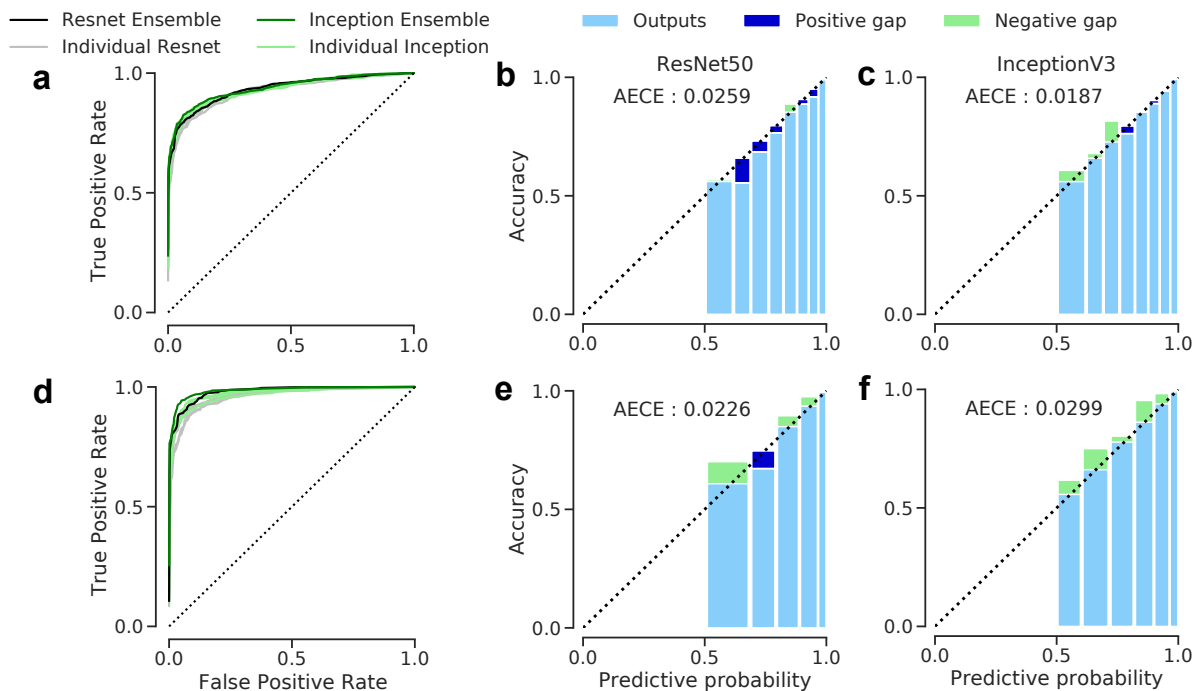 Resnet Ensemble
Inception Ensemble
Outputs
Positive gap
Negative gap
Individual Resnet
Individual Inception
a
1.0
0.5
0.0
0.0
0.5
1.0
True Positive Rate
b
ResNet50
AECE : 0.0259
1.0
0.5
0.0
0.0
0.5
1.0
Accuracy
c
InceptionV3
AECE : 0.0187
1.0
0.5
0.0
0.0
0.5
1.0
d
1.0
0.5
0.0
0.0
0.5
1.0
True Positive Rate
False Positive Rate
e
AECE : 0.0226
1.0
0.5
0.0
0.0
0.5
1.0
Accuracy
Predictive probability
f
AECE : 0.0299
1.0
0.5
0.0
0.0
0.5
1.0
Predictive probability